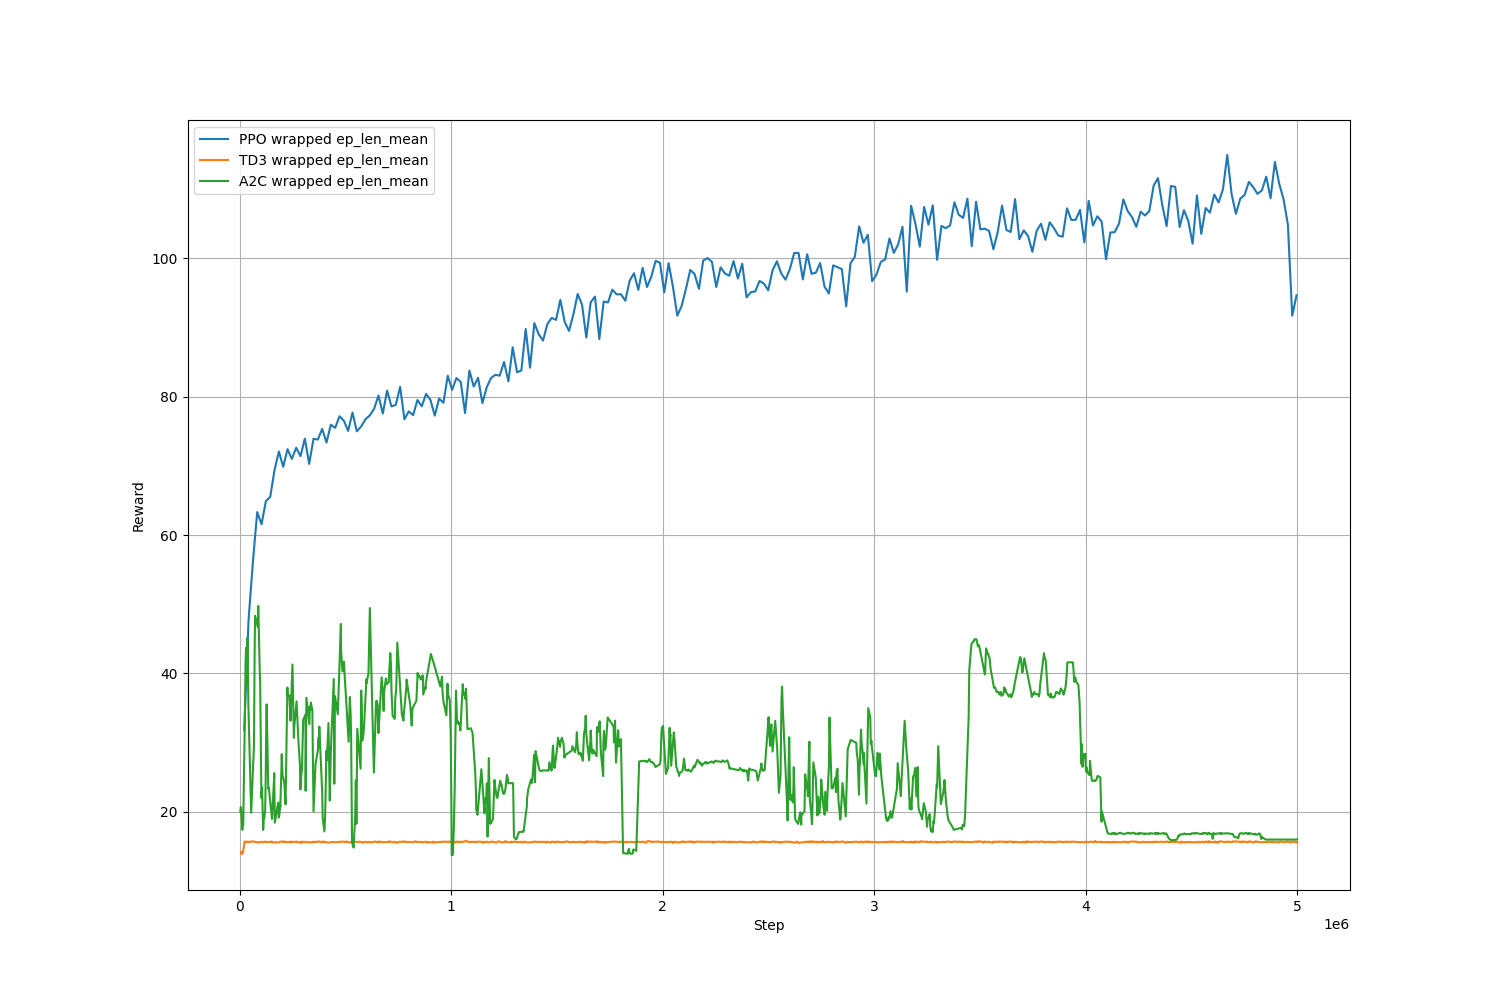 PPO wrapped ep_len_mean
TD3 wrapped ep_len_mean
A2C wrapped ep_len_mean
100
80
60
40
20
Reward
0 1 2 3 4 5
Step
1e6